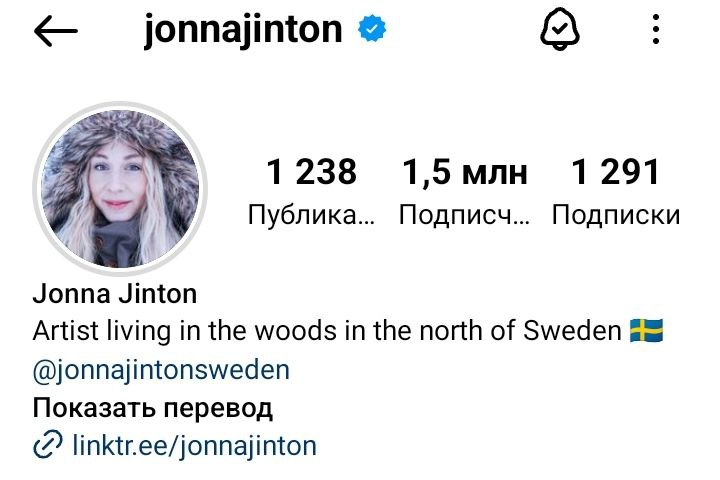 jonnajinton
1 238 1,5 млн 1 291
Публика... Подписч... Подписки
Jonna Jinton
Artist living in the woods in the north of Sweden 🇸🇪
@jonnajintonsweden
Показать перевод
linktr.ee/jonnajinton